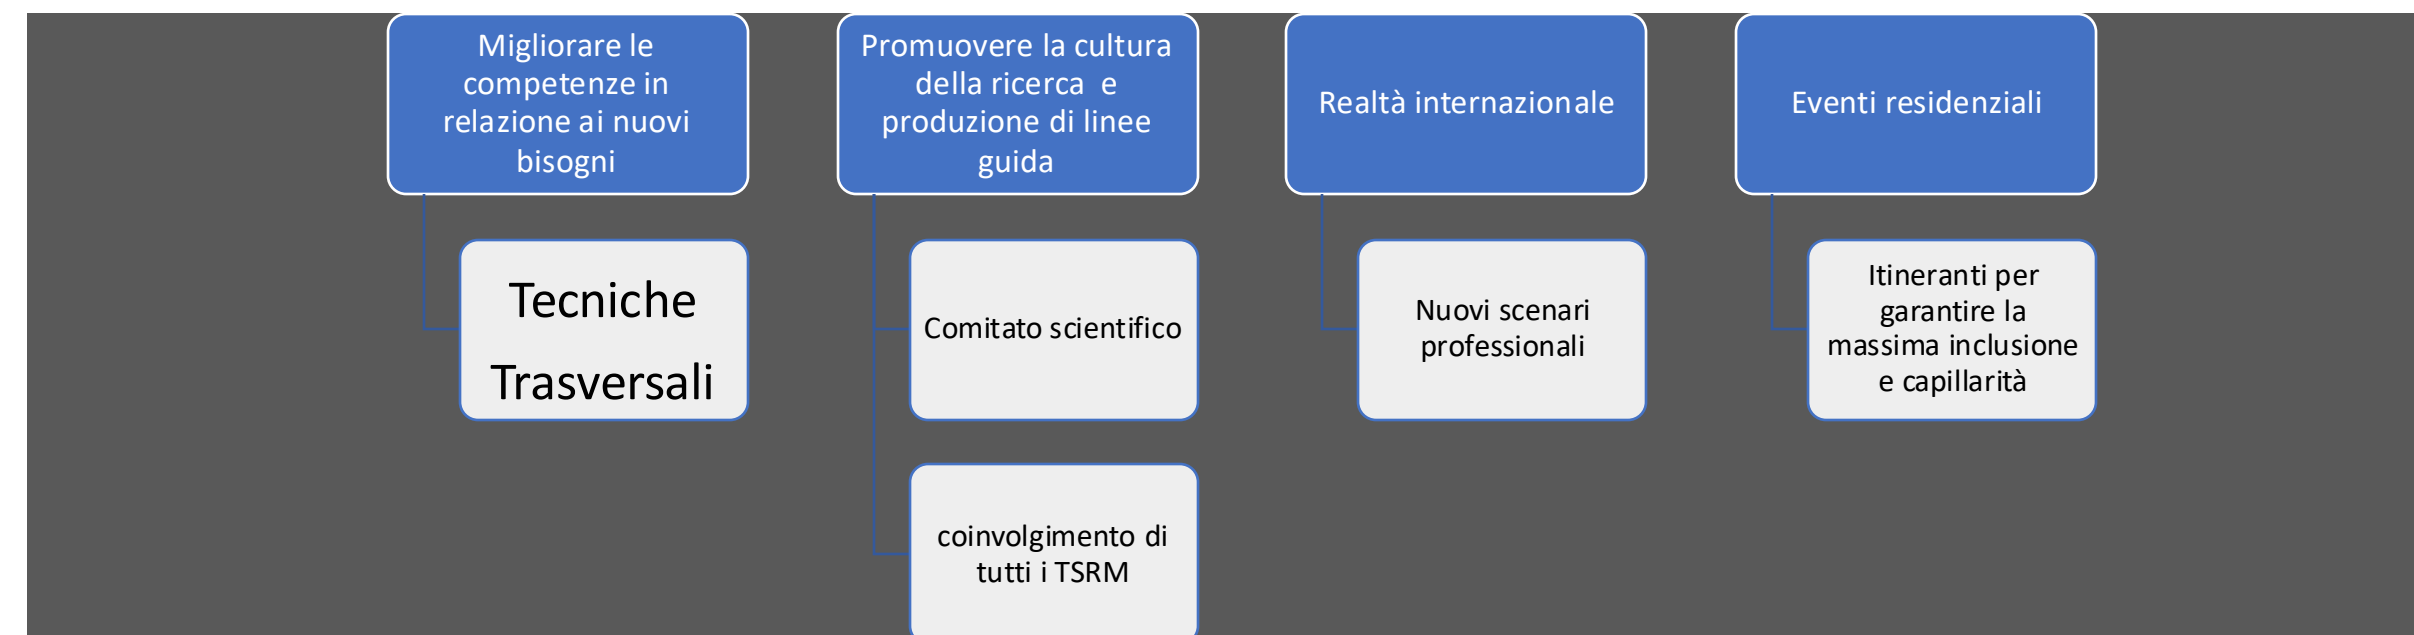 Migliorare le
competenze in
relazione ai nuovi
bisogni
Tecniche
Trasversali
Promuovere la cultura
della ricerca e
produzione di linee
guida
Comitato scientifico
coinvolgimento di
tutti i TSRM
Realtà internazionale
Nuovi scenari
professionali
Eventi residenziali
Itineranti per
garantire la
massima inclusione
e capillarità